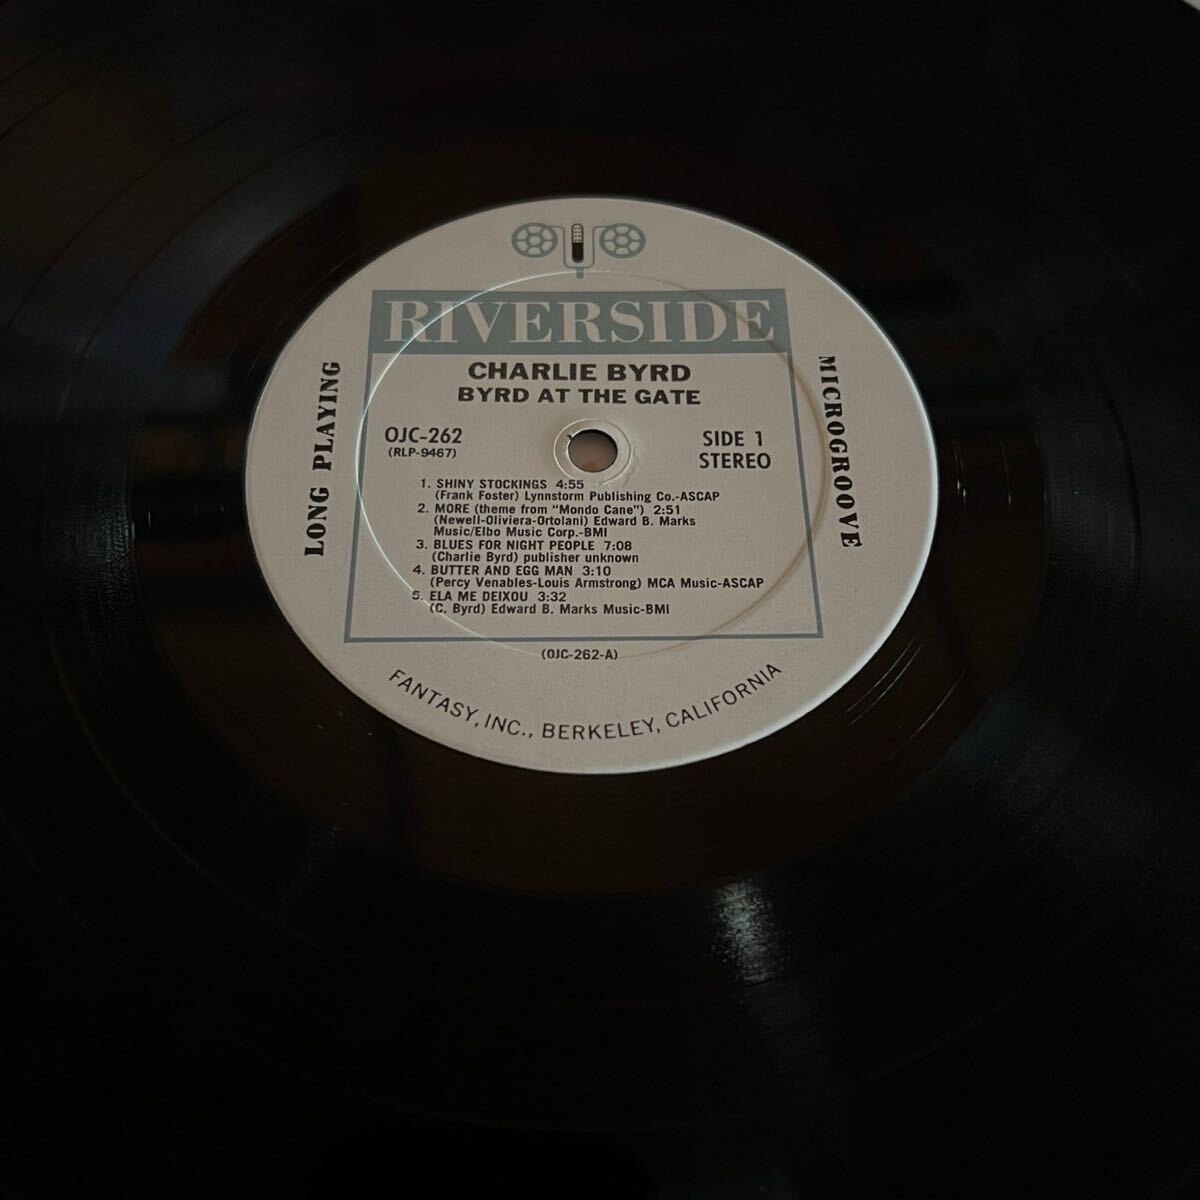 RIVERSIDE
CHARLIE BYRD
BYRD AT THE GATE
LONG PLAYING
MICROGROOVE
OJC-262
(RLP-9467)
SIDE 1
STEREO
1. SHINY STOCKINGS 4:55
(Frank Foster) Lynnstorm Publishing Co.-ASCAP
2. MORE (theme from "Mondo Cane") 2:51
(Newell-Oliviera-Ortolani) Edward B. Marks
Music/Elbo Music Corp.-BMI
3. BLUES FOR NIGHT PEOPLE 7:08
(Charlie Byrd) publisher unknown
4. BUTTER AND EGG MAN 3:10
(Percy Venables-Louis Armstrong) MCA Music-ASCAP
5. ELA ME DEIXOU 3:32
(C. Byrd) Edward B. Marks Music-BMI
(OJC-262-A)
FANTASY, INC., BERKELEY, CALIFORNIA